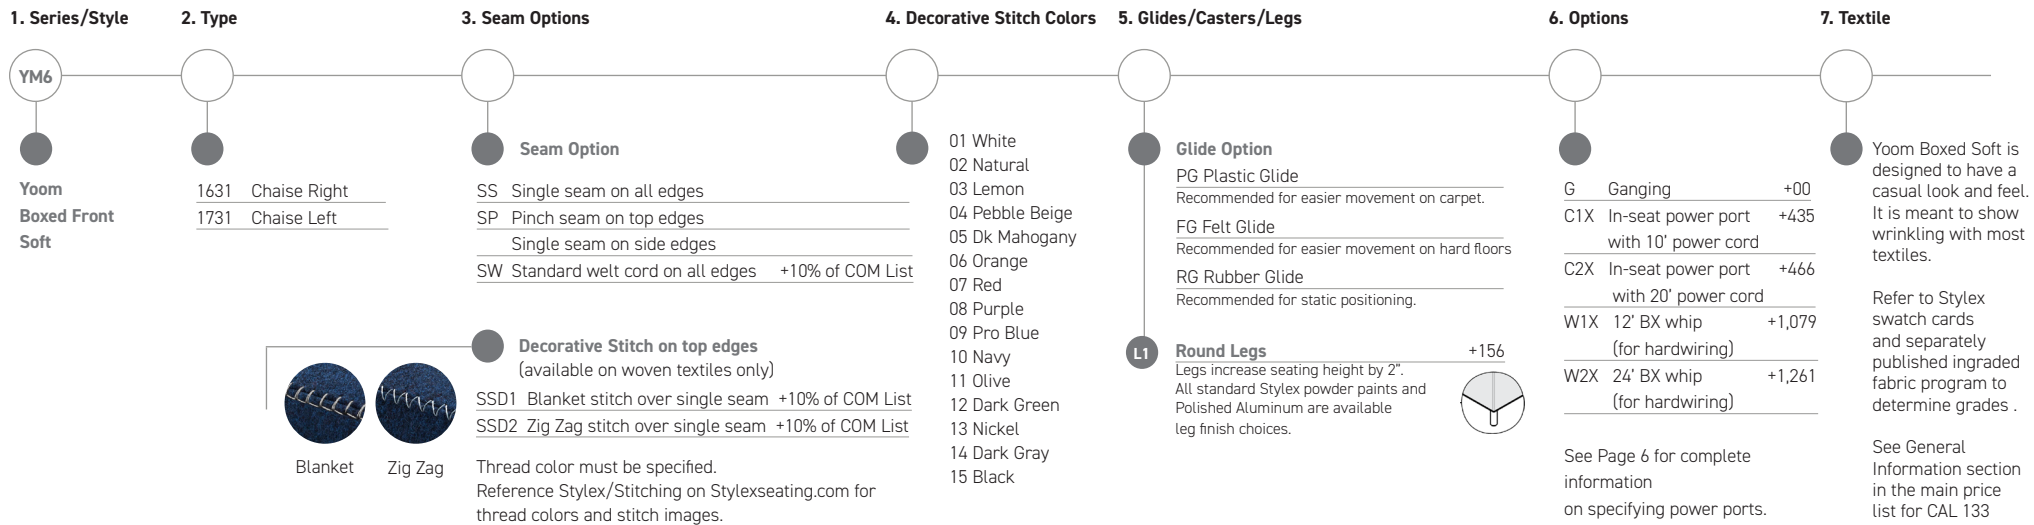 1. Series/Style
2. Type
3. Seam Options
4. Decorative Stitch Colors
5. Glides/Casters/Legs
6. Options
7. Textile
YM6
Yoom
Boxed Front
Soft
1631 Chaise Right
1731 Chaise Left
Seam Option
SS Single seam on all edges
SP Pinch seam on top edges
Single seam on side edges
SW Standard welt cord on all edges +10% of COM List
Decorative Stitch on top edges
(available on woven textiles only)
SSD1 Blanket stitch over single seam +10% of COM List
SSD2 Zig Zag stitch over single seam +10% of COM List
Blanket
Zig Zag
Thread color must be specified.
Reference Stylex/Stitching on Stylexseating.com for
thread colors and stitch images.
01 White
02 Natural
03 Lemon
04 Pebble Beige
05 Dk Mahogany
06 Orange
07 Red
08 Purple
09 Pro Blue
10 Navy
11 Olive
12 Dark Green
13 Nickel
14 Dark Gray
15 Black
Glide Option
PG Plastic Glide
Recommended for easier movement on carpet.
FG Felt Glide
Recommended for easier movement on hard floors
RG Rubber Glide
Recommended for static positioning.
L1
Round Legs +156
Legs increase seating height by 2".
All standard Stylex powder paints and
Polished Aluminum are available
leg finish choices.
G Ganging +00
C1X In-seat power port +435
with 10' power cord
C2X In-seat power port +466
with 20' power cord
W1X 12' BX whip +1,079
(for hardwiring)
W2X 24' BX whip +1,261
(for hardwiring)
See Page 6 for complete
information
on specifying power ports.
Yoom Boxed Soft is
designed to have a
casual look and feel.
It is meant to show
wrinkling with most
textiles.
Refer to Stylex
swatch cards
and separately
published ingraded
fabric program to
determine grades .
See General
Information section
in the main price
list for CAL 133